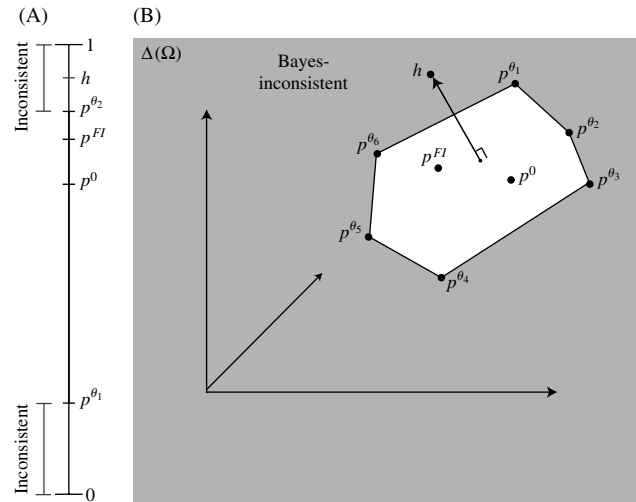 (A)
1
Inconsistent
h
p^{θ_2}
p^{FI}
p^0
p^{θ_1}
Inconsistent
0
(B)
Δ(Ω)
Bayes-
inconsistent
h
p^{θ_1}
p^{θ_2}
p^{θ_6}
p^{FI}
p^0
p^{θ_3}
p^{θ_5}
p^{θ_4}